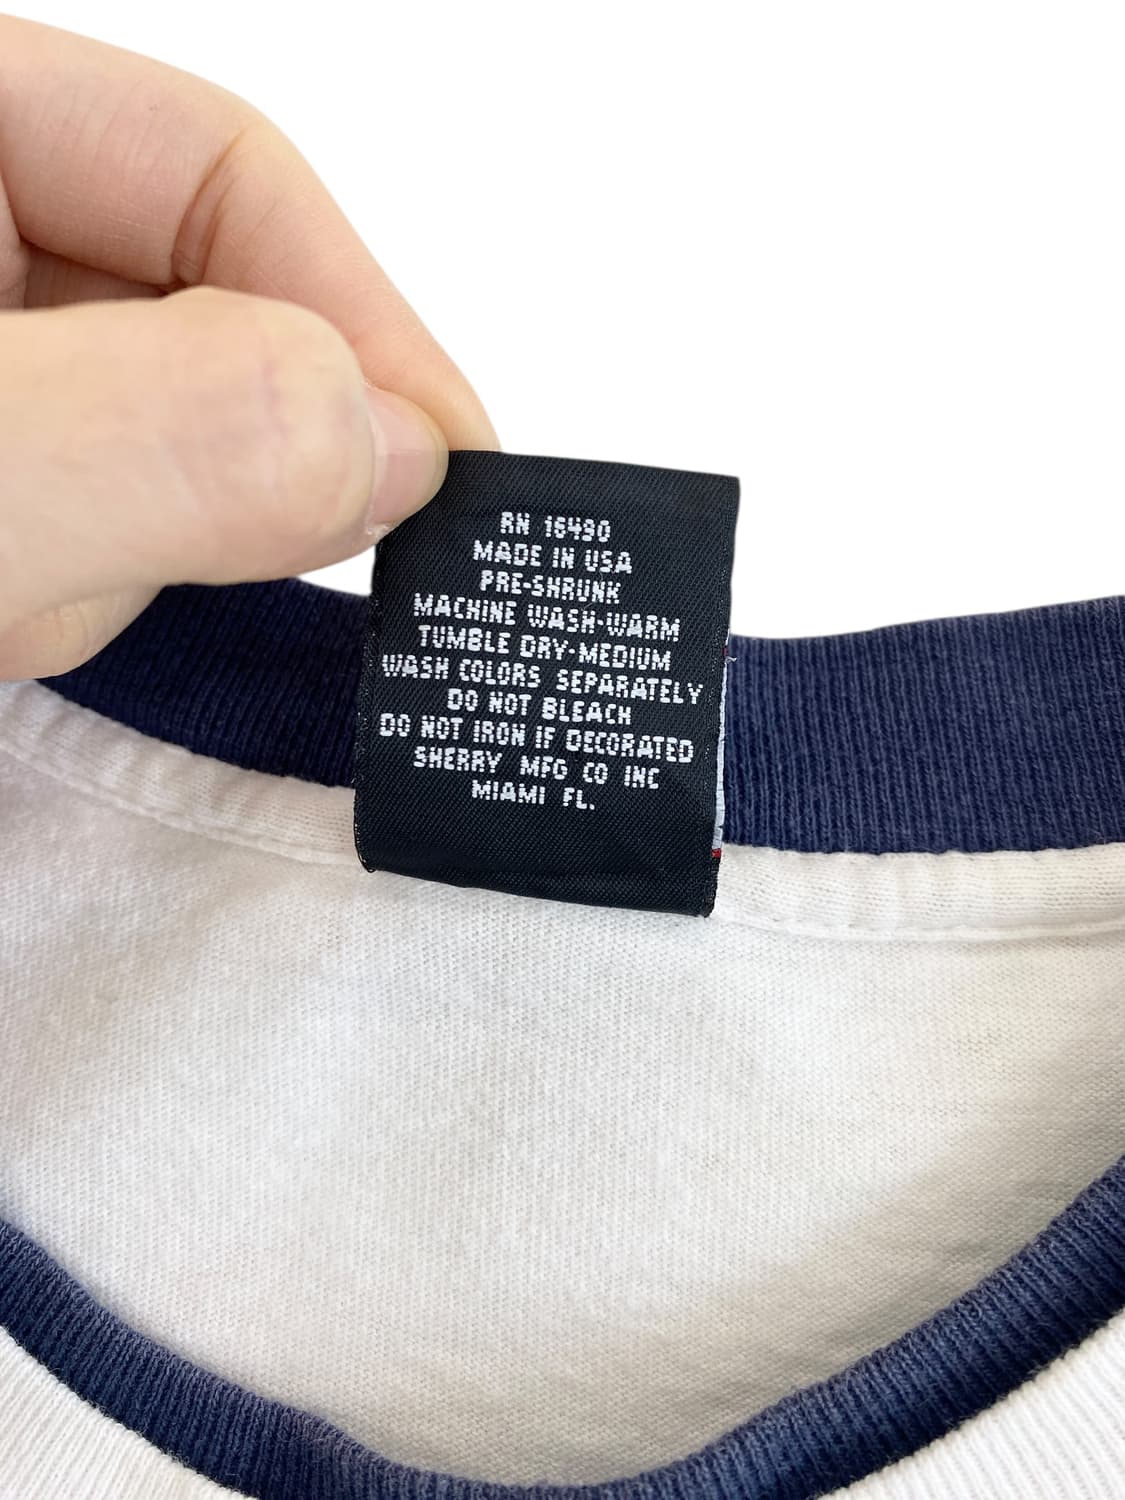 RN 16490
MADE IN USA
PRE-SHRUNK
MACHINE WASH-WARM
TUMBLE DRY-MEDIUM
WASH COLORS SEPARATELY
DO NOT BLEACH
DO NOT IRON IF DECORATED
SHERRY MFG CO INC
MIAMI FL.